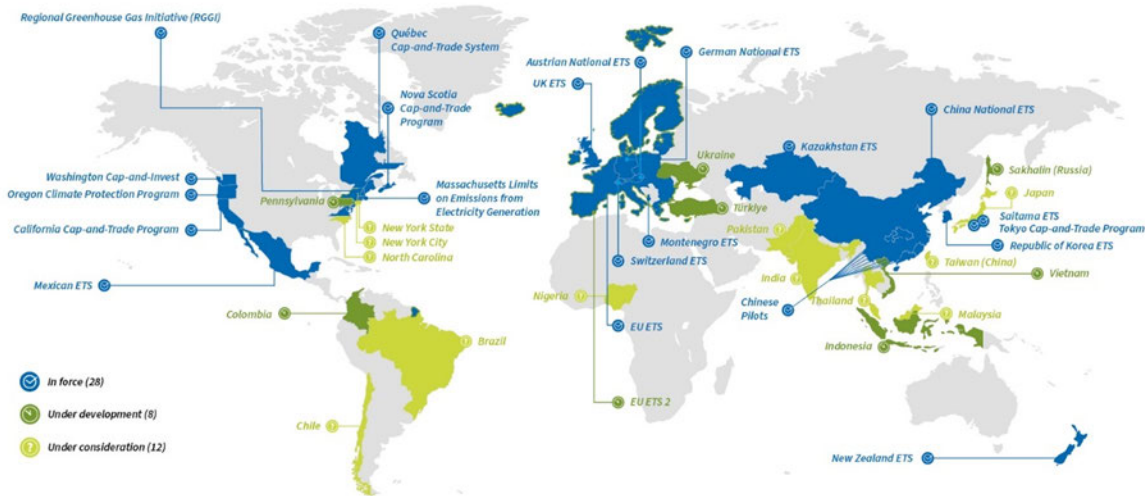 Regional Greenhouse Gas Initiative (RGGI)
Québec
Cap-and-Trade System
Nova Scotia
Cap-and-Trade
Program
Washington Cap-and-Invest
Oregon Climate Protection Program
California Cap-and-Trade Program
Mexican ETS
Pennsylvania
Massachusetts Limits
on Emissions from
Electricity Generation
New York State
New York City
North Carolina
Colombia
Brazil
Chile
Austrian National ETS
German National ETS
UK ETS
Ukraine
Türkiye
Montenegro ETS
Switzerland ETS
Nigeria
EU ETS
EU ETS 2
Kazakhstan ETS
China National ETS
Sakhalin (Russia)
Japan
Saitama ETS
Tokyo Cap-and-Trade Program
Republic of Korea ETS
Pakistan
India
Taiwan (China)
Vietnam
Chinese
Pilots
Thailand
Malaysia
Indonesia
New Zealand ETS
In force (28)
Under development (8)
Under consideration (12)